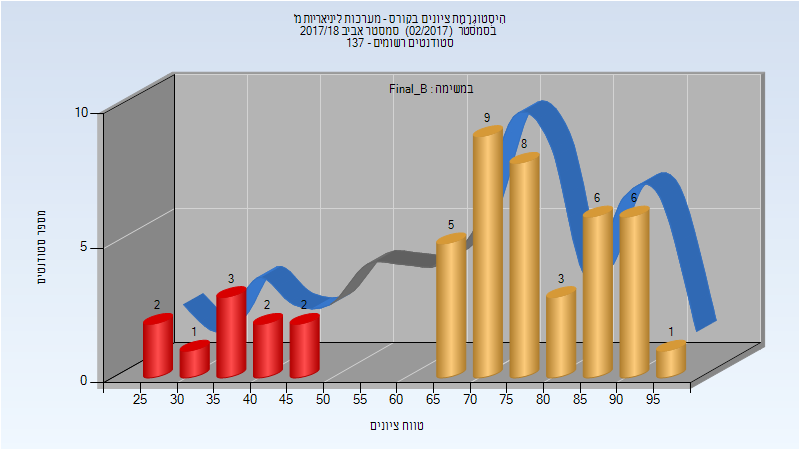 היסטוגרמת ציונים בקורס - מערכות ליניאריות מ'
בסמסטר (02/2017) סמסטר אביב 2017/18
סטודנטים רשומים - 137
במשימה : Final_B
מספר סטודנטים
10
5
0
2
1
3
2
2
5
9
8
3
6
6
1
25 30 35 40 45 50 55 60 65 70 75 80 85 90 95
טווח ציונים